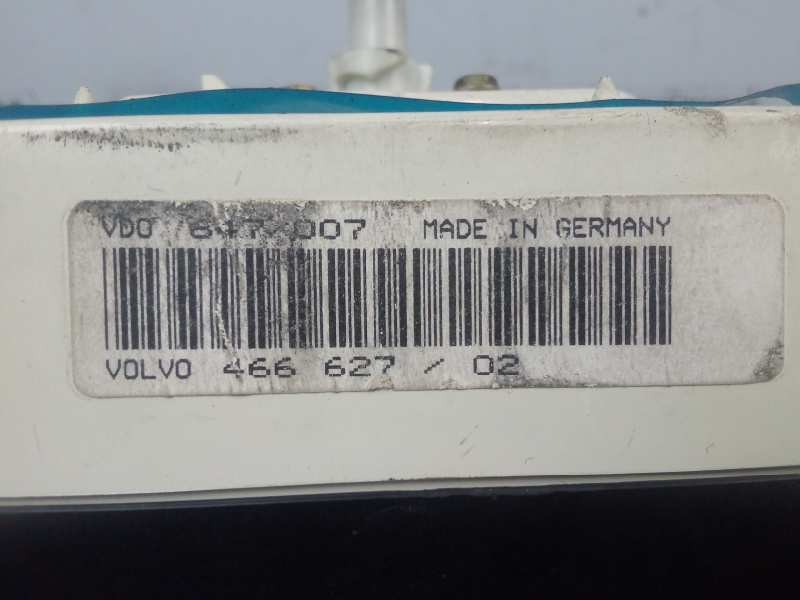 VDO 647 007 MADE IN GERMANY
VOLVO 466 627 / 02